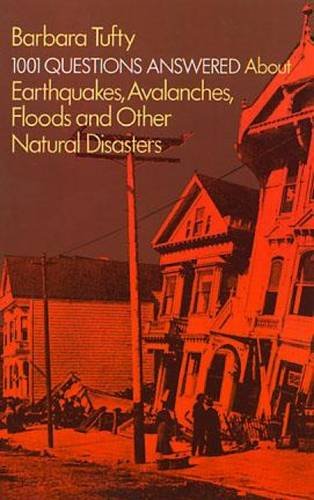 Barbara Tufty
1001 QUESTIONS ANSWERED About
Earthquakes, Avalanches,
Floods and Other
Natural Disasters